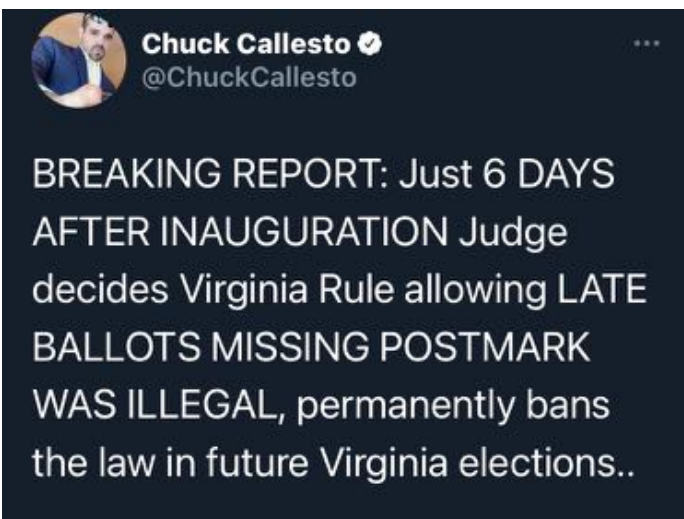 Chuck Callesto
@ChuckCallesto
BREAKING REPORT: Just 6 DAYS
AFTER INAUGURATION Judge
decides Virginia Rule allowing LATE
BALLOTS MISSING POSTMARK
WAS ILLEGAL, permanently bans
the law in future Virginia elections..